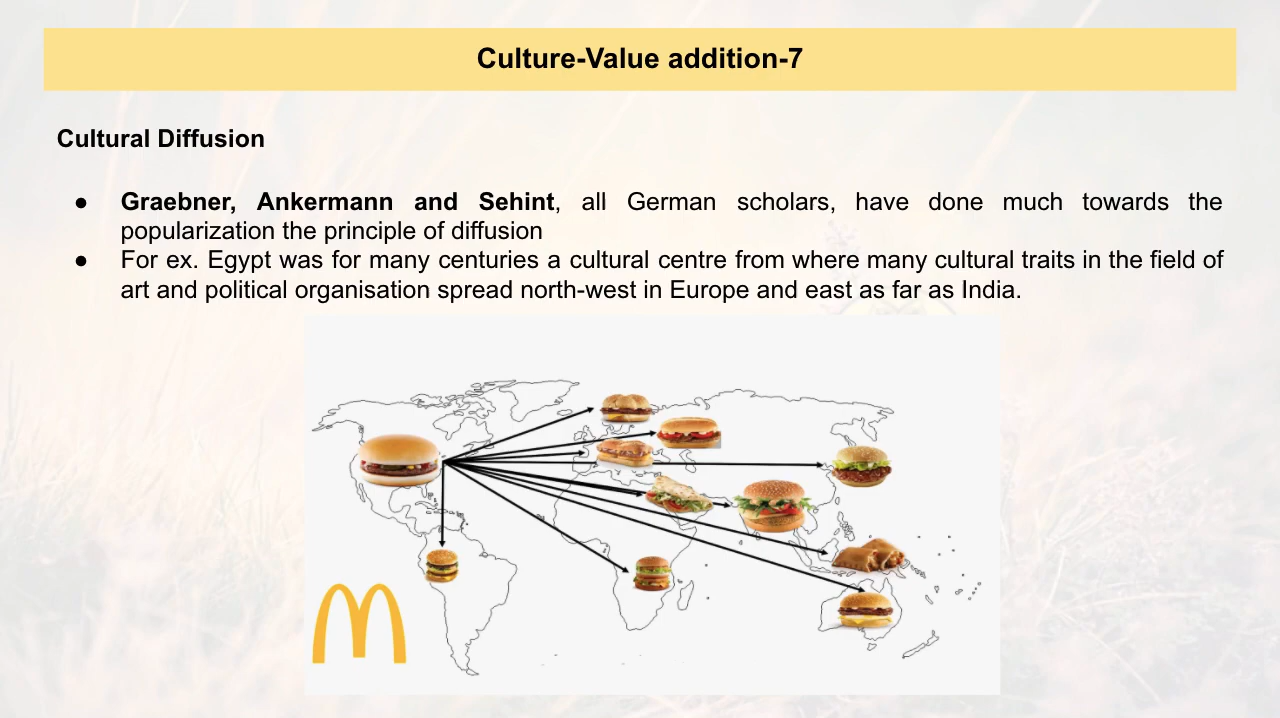 Culture-Value addition-7
Cultural Diffusion
● Graebner, Ankermann and Sehint, all German scholars, have done much towards the
popularization the principle of diffusion
● For ex. Egypt was for many centuries a cultural centre from where many cultural traits in the field of
art and political organisation spread north-west in Europe and east as far as India.